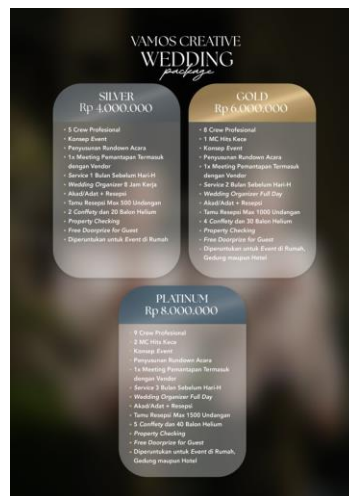 VAMOS CREATIVE
WEDDING
package
SILVER
Rp 4.000.000
• 5 Crew Profesional
• Konsep Event
• Penyusunan Rundown Acara
• 1x Meeting Pemantapan Termasuk
dengan Vendor
• Service 1 Bulan Sebelum Hari-H
• Wedding Organizer 8 Jam Kerja
• Akad/Adat + Resepsi
• Tamu Resepsi Max 500 Undangan
• 2 Conffety dan 20 Balon Helium
• Property Checking
• Free Doorprize for Guest
• Diperuntukan untuk Event di Rumah
GOLD
Rp 6.000.000
• 8 Crew Profesional
• 1 MC Hits Kece
• Konsep Event
• Penyusunan Rundown Acara
• 1x Meeting Pemantapan Termasuk
dengan Vendor
• Service 2 Bulan Sebelum Hari-H
• Wedding Organizer Full Day
• Akad/Adat + Resepsi
• Tamu Resepsi Max 1000 Undangan
• 4 Conffety dan 30 Balon Helium
• Property Checking
• Free Doorprize for Guest
• Diperuntukan untuk Event di Rumah,
Gedung maupun Hotel
PLATINUM
Rp 8.000.000
• 9 Crew Profesional
• 2 MC Hits Kece
• Konsep Event
• Penyusunan Rundown Acara
• 1x Meeting Pemantapan Termasuk
dengan Vendor
• Service 3 Bulan Sebelum Hari-H
• Wedding Organizer Full Day
• Akad/Adat + Resepsi
• Tamu Resepsi Max 1500 Undangan
• 5 Conffety dan 40 Balon Helium
• Property Checking
• Free Doorprize for Guest
• Diperuntukan untuk Event di Rumah,
Gedung maupun Hotel